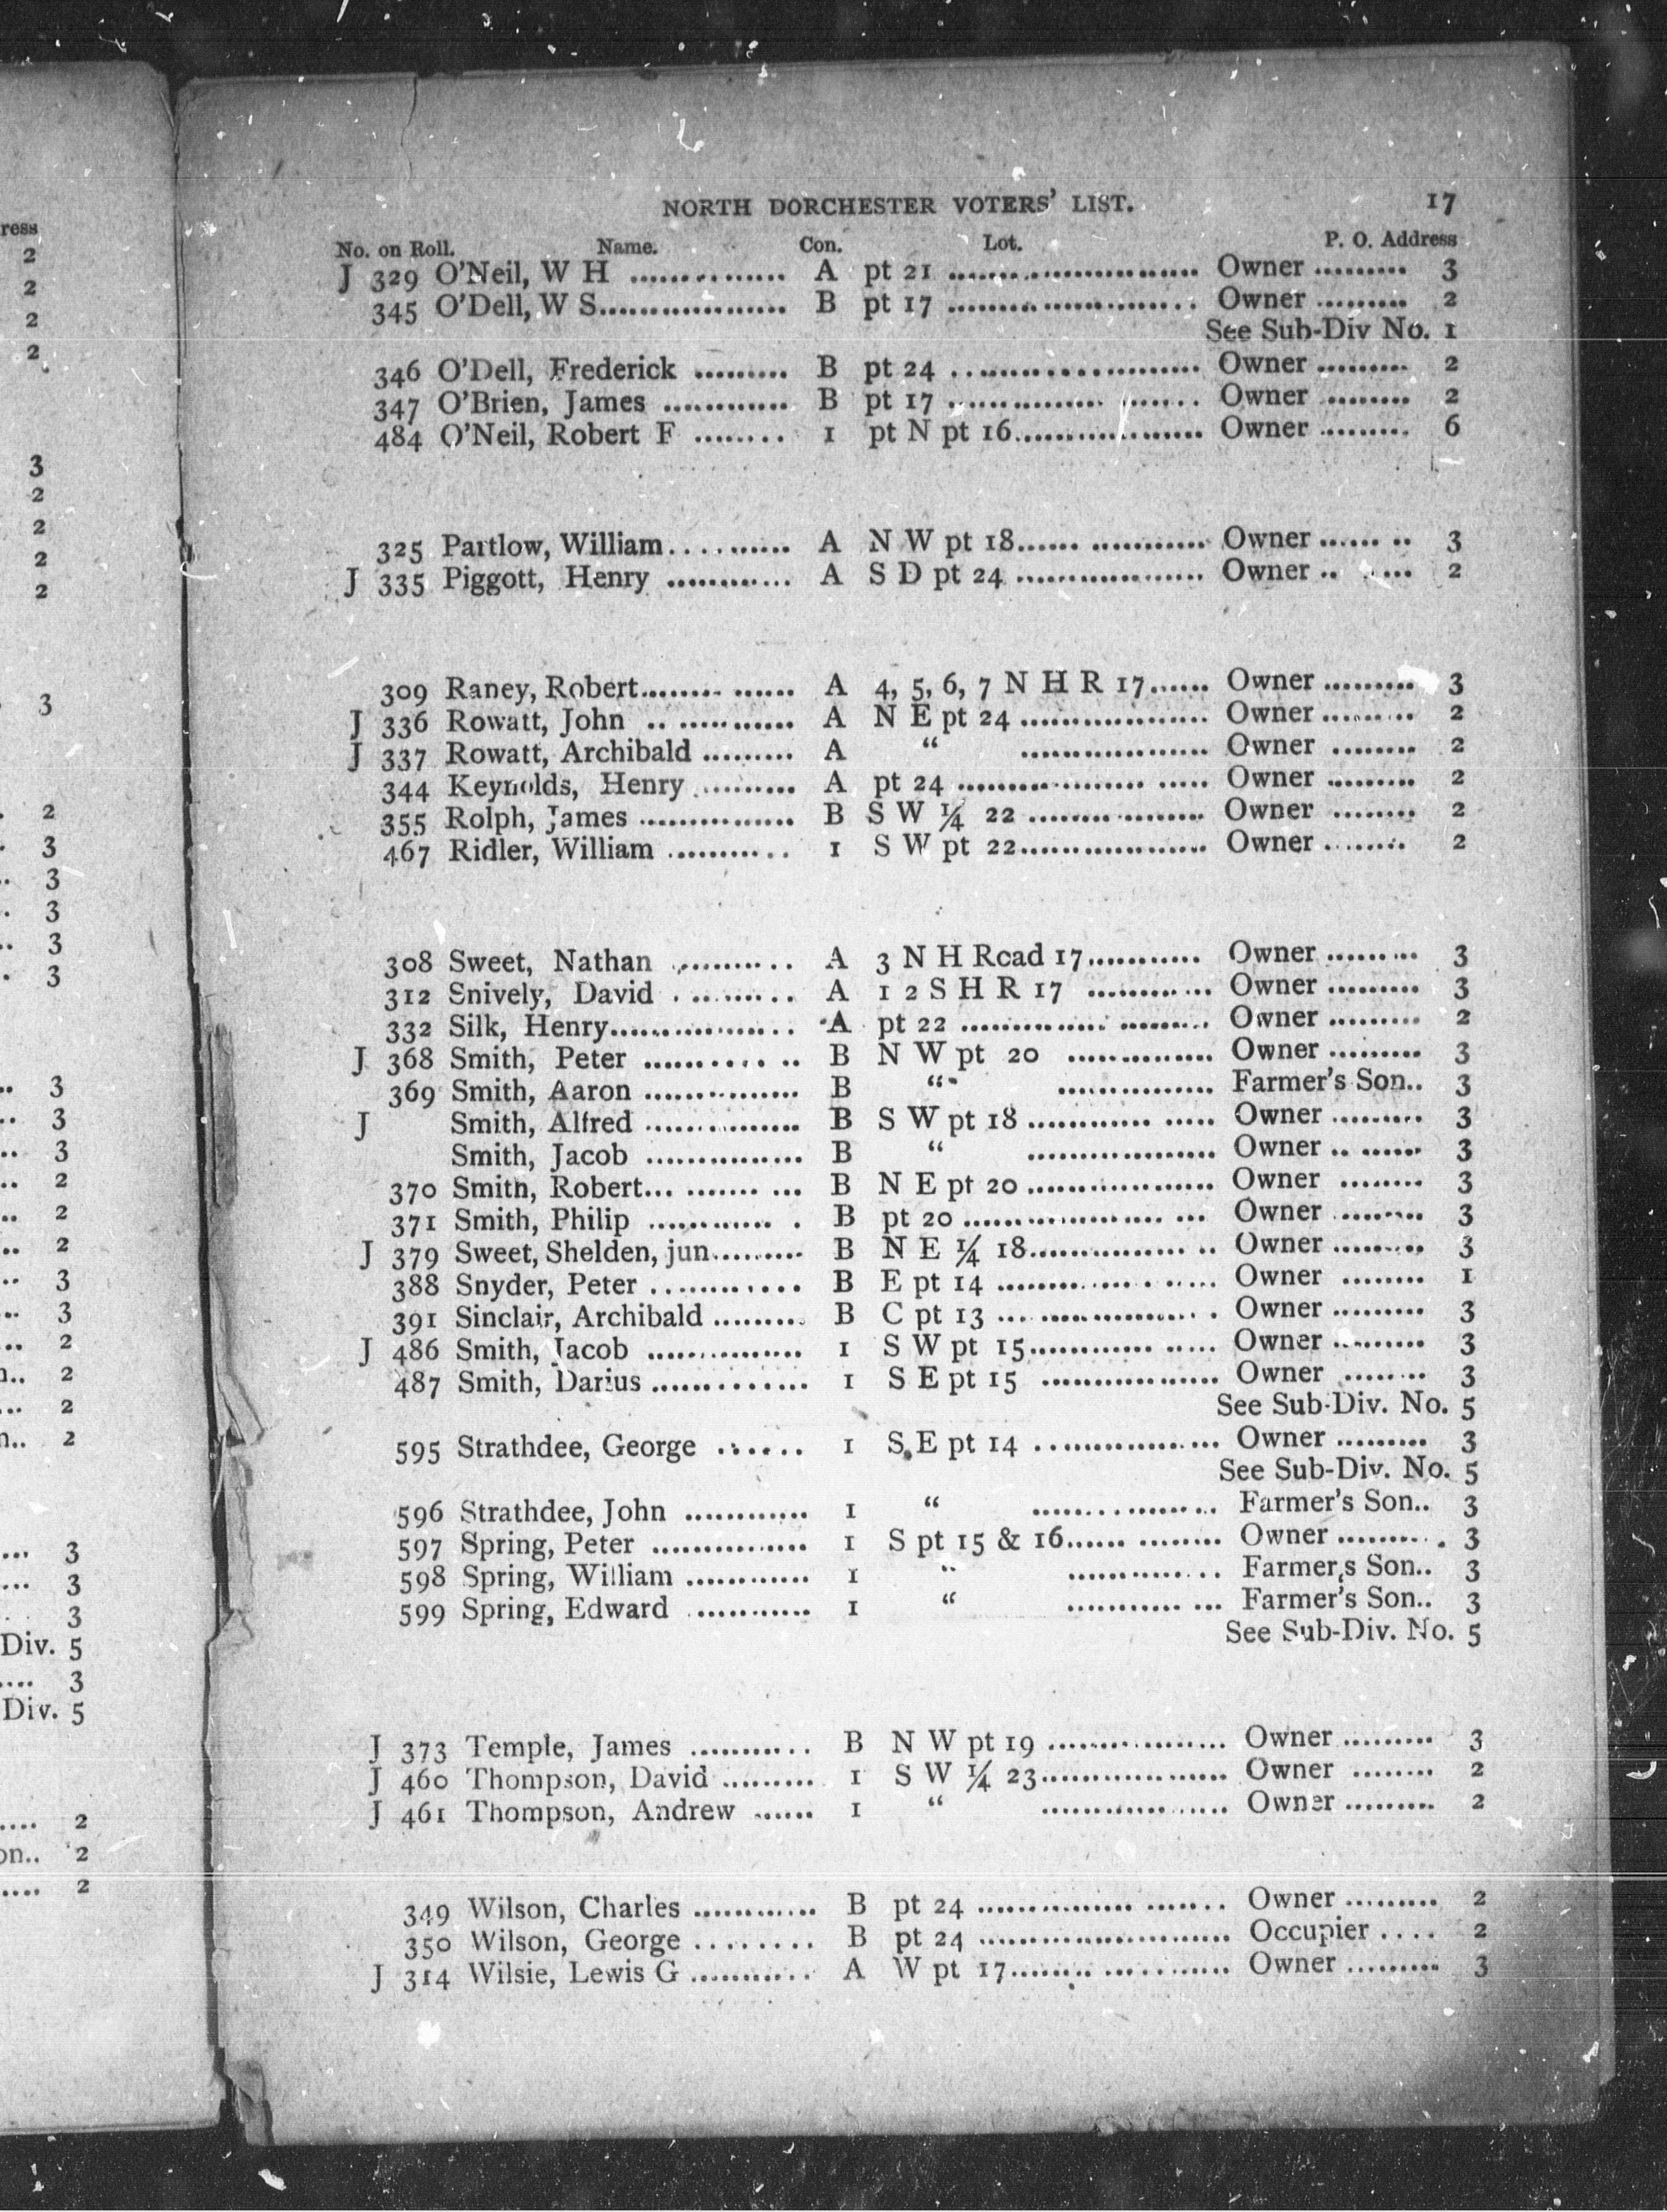 NORTH DORCHESTER VOTERS' LIST. 17
No. on Roll. Name. Con. Lot. P. O. Address
J 329 O'Neil, W H ............... A pt 21 ........................ Owner ......... 3
345 O'Dell, W S.................. B pt 17 ........................ Owner ......... 2
See Sub-Div No. 1
346 O'Dell, Frederick ......... B pt 24 ........................ Owner ......... 2
347 O'Brien, James ............ B pt 17 ........................ Owner ......... 2
484 O'Neil, Robert F ........ 1 pt N pt 16................... Owner ......... 6
325 Partlow, William............ A N W pt 18................... Owner ...... .. 3
J 335 Piggott, Henry ............ A S D pt 24 .................. Owner .. ..... 2
309 Raney, Robert........ ...... A 4, 5, 6, 7 N H R 17...... Owner ......... 3
J 336 Rowatt, John .. ........... A N E pt 24 .................. Owner ......... 2
J 337 Rowatt, Archibald ......... A “ .................. Owner ........ 2
344 Keynolds, Henry .......... A pt 24 .................. ..... Owner ......... 2
355 Rolph, James ............... B S W ¼ 22 ................. Owner ........ 2
467 Ridler, William ............ 1 S W pt 22.................. Owner ........ 2
308 Sweet, Nathan ............ A 3 N H Rcad 17........... Owner ......... 3
312 Snively, David ........... A 1 2 S H R 17 ............ Owner ......... 3
332 Silk, Henry.................. A pt 22 ............... ......... Owner ......... 2
J 368 Smith, Peter ........... .. B N W pt 20 .............. Owner ......... 3
369 Smith, Aaron ............... B “ ............... Farmer's Son.. 3
J Smith, Alfred ............... B S W pt 18 ............ ..... Owner ......... 3
Smith, Jacob ............... B “ .................. Owner .. ...... 3
370 Smith, Robert... ....... ... B N E pt 20 .................. Owner ........ 3
371 Smith, Philip ............ . B pt 20 ................... ... Owner ......... 3
J 379 Sweet, Shelden, jun......... B N E ¼ 18............... .. Owner ......... 3
388 Snyder, Peter ............. B E pt 14 ..................... Owner ........ 1
391 Sinclair, Archibald ......... B C pt 13 ... ................. . Owner ......... 3
J 486 Smith, Jacob ............... 1 S W pt 15............ ..... Owner ......... 3
487 Smith, Darius .............. 1 S E pt 15 ................. Owner ........ 3
See Sub-Div. No. 5
595 Strathdee, George ...... 1 S E pt 14 .................. Owner ......... 3
See Sub-Div. No. 5
596 Strathdee, John ............ 1 “ .................. Farmer's Son.. 3
597 Spring, Peter ............... 1 S pt 15 & 16...... ........ Owner ......... . 3
598 Spring, William ............ 1 “ .............. Farmer,s Son.. 3
599 Spring, Edward ........... 1 “ ........... ... Farmer's Son.. 3
See Sub-Div. No. 5
J 373 Temple, James ........... B N W pt 19 ................. Owner ......... 3
J 460 Thompson, David ......... 1 S W ¼ 23.................. Owner ........ 2
J 461 Thompson, Andrew ...... 1 “ .................. Owner ......... 2
349 Wilson, Charles ............ B pt 24 ............... ....... Owner ......... 2
350 Wilson, George ......... B pt 24 ........................ Occupier .... 2
J 314 Wilsie, Lewis G ........... A W pt 17........ ........... Owner ......... 3